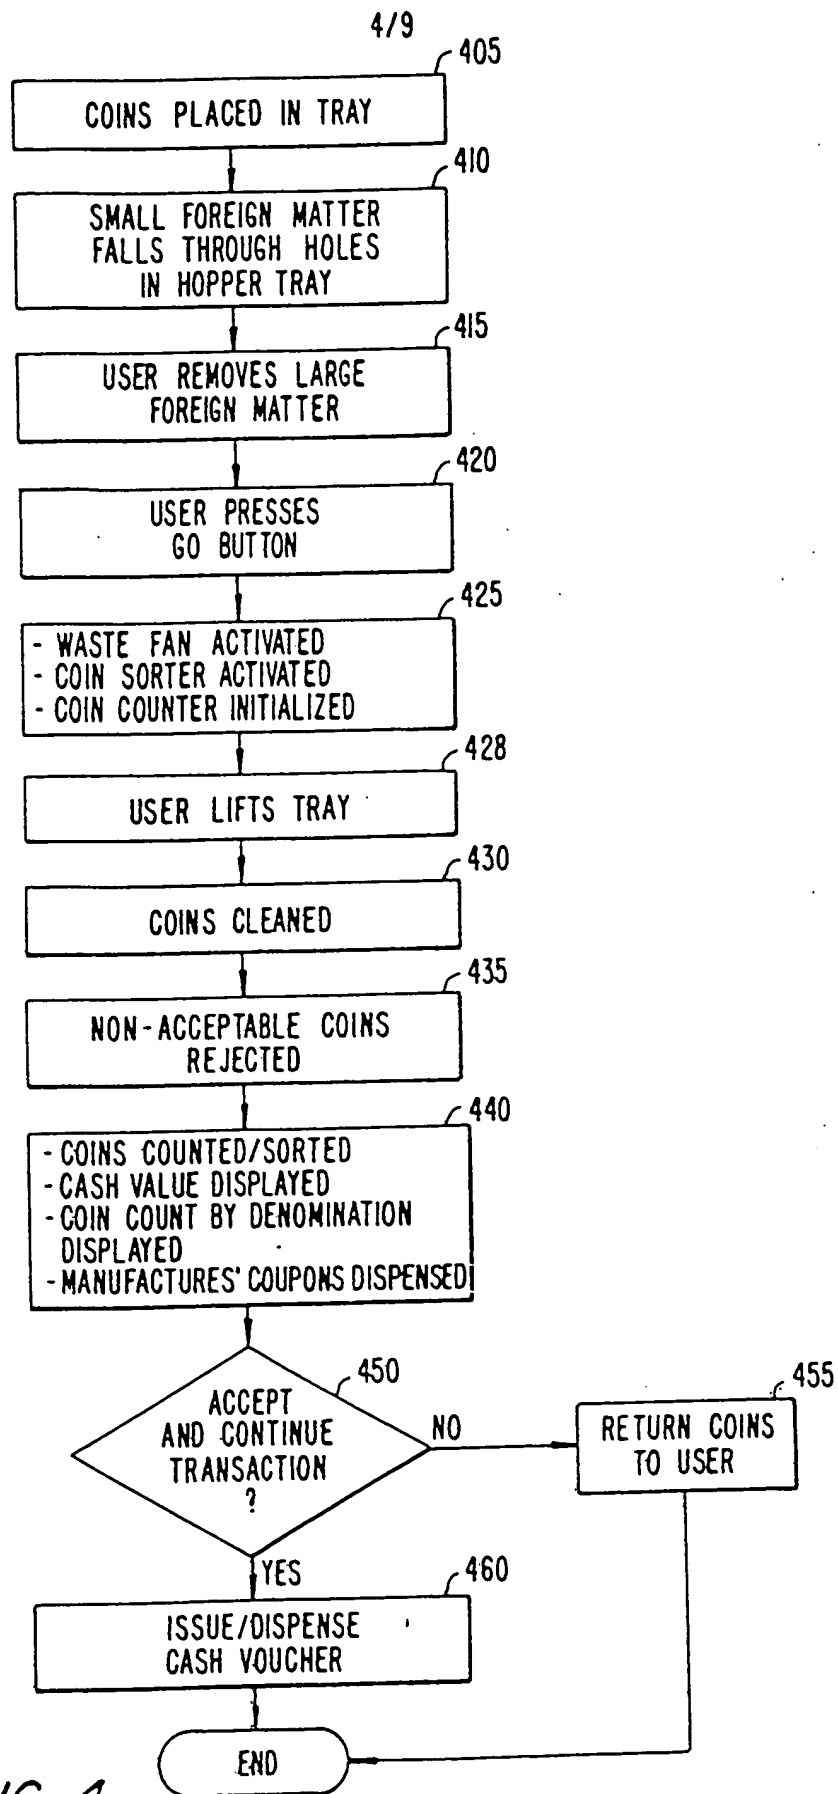 4/9
405
COINS PLACED IN TRAY
410
SMALL FOREIGN MATTER
FALLS THROUGH HOLES
IN HOPPER TRAY
415
USER REMOVES LARGE
FOREIGN MATTER
420
USER PRESSES
GO BUTTON
425
- WASTE FAN ACTIVATED
- COIN SORTER ACTIVATED
- COIN COUNTER INITIALIZED
428
USER LIFTS TRAY
430
COINS CLEANED
435
NON-ACCEPTABLE COINS
REJECTED
440
- COINS COUNTED/SORTED
- CASH VALUE DISPLAYED
- COIN COUNT BY DENOMINATION
DISPLAYED
- MANUFACTURES' COUPONS DISPENSED
450
ACCEPT
AND CONTINUE
TRANSACTION
?
NO
455
RETURN COINS
TO USER
YES
460
ISSUE/DISPENSE
CASH VOUCHER
END